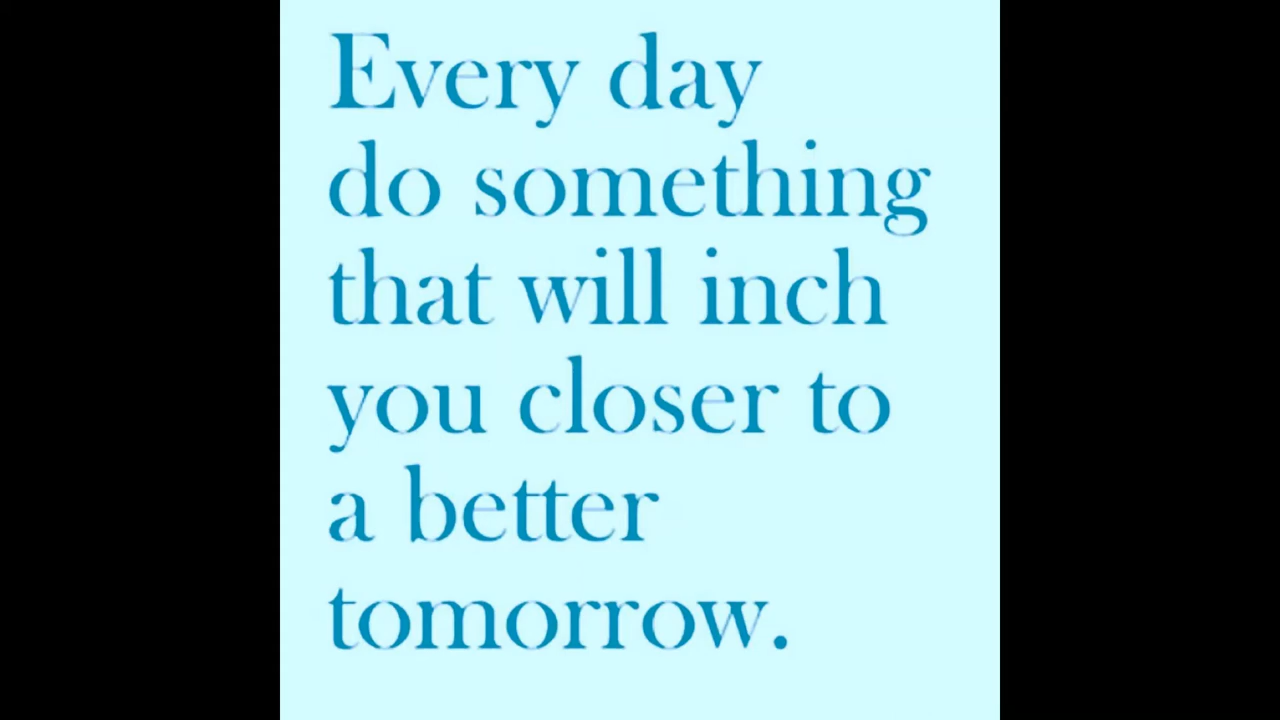 Every day
do something
that will inch
you closer to
a better
tomorrow.